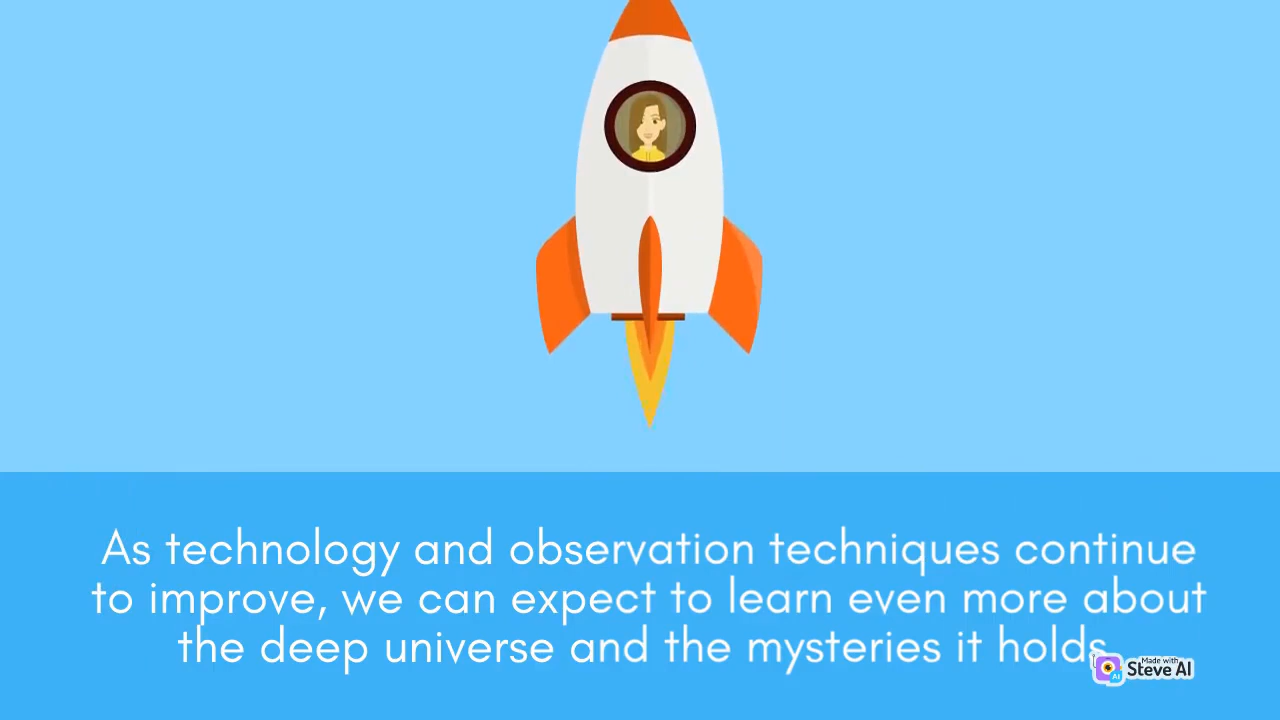 As technology and observation techniques continue
to improve, we can expect to learn even more about
the deep universe and the mysteries it holds
Made with
Steve AI
AI